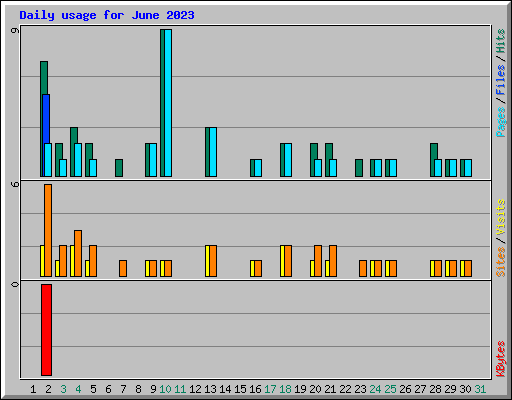 Daily usage for June 2023
9
6
0
Pages/Files/Hits
Sites/Visits
KBytes
1 2 3 4 5 6 7 8 9 10 11 12 13 14 15 16 17 18 19 20 21 22 23 24 25 26 27 28 29 30 31